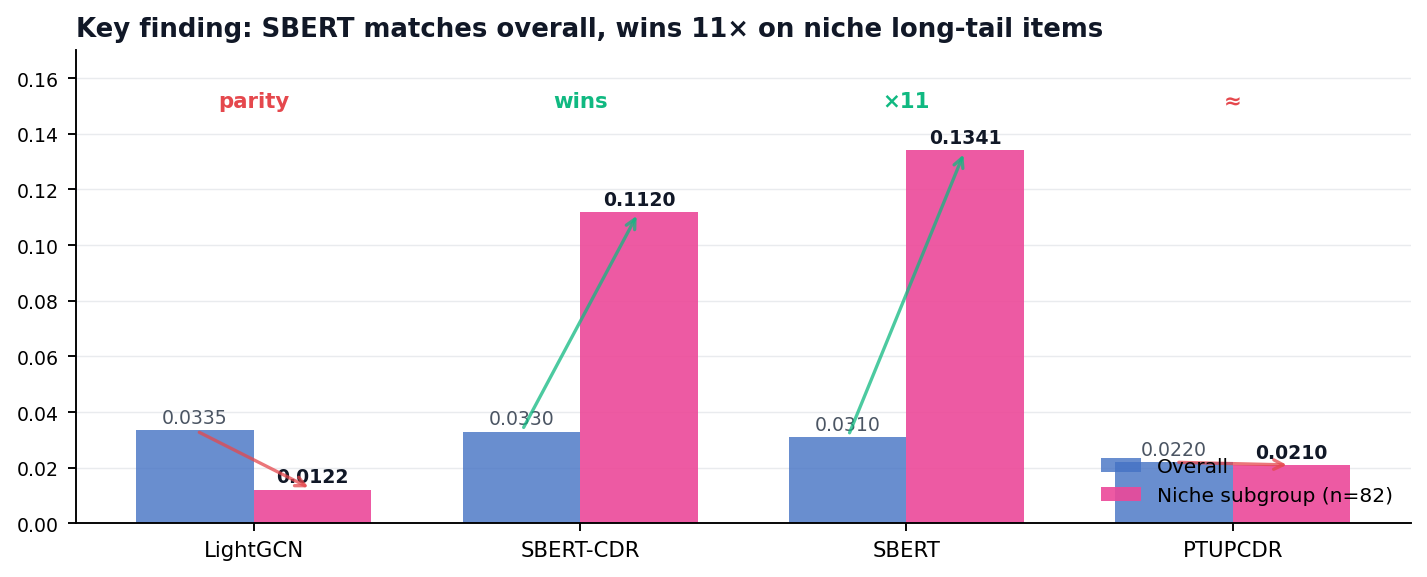 Key finding: SBERT matches overall, wins 11× on niche long-tail items
0.16
0.14
0.12
0.10
0.08
0.06
0.04
0.02
0.00
parity
wins
×11
≈
0.0335
0.0122
0.0330
0.1120
0.0310
0.1341
0.0220
0.0210
Overall
Niche subgroup (n=82)
LightGCN
SBERT-CDR
SBERT
PTUPCDR